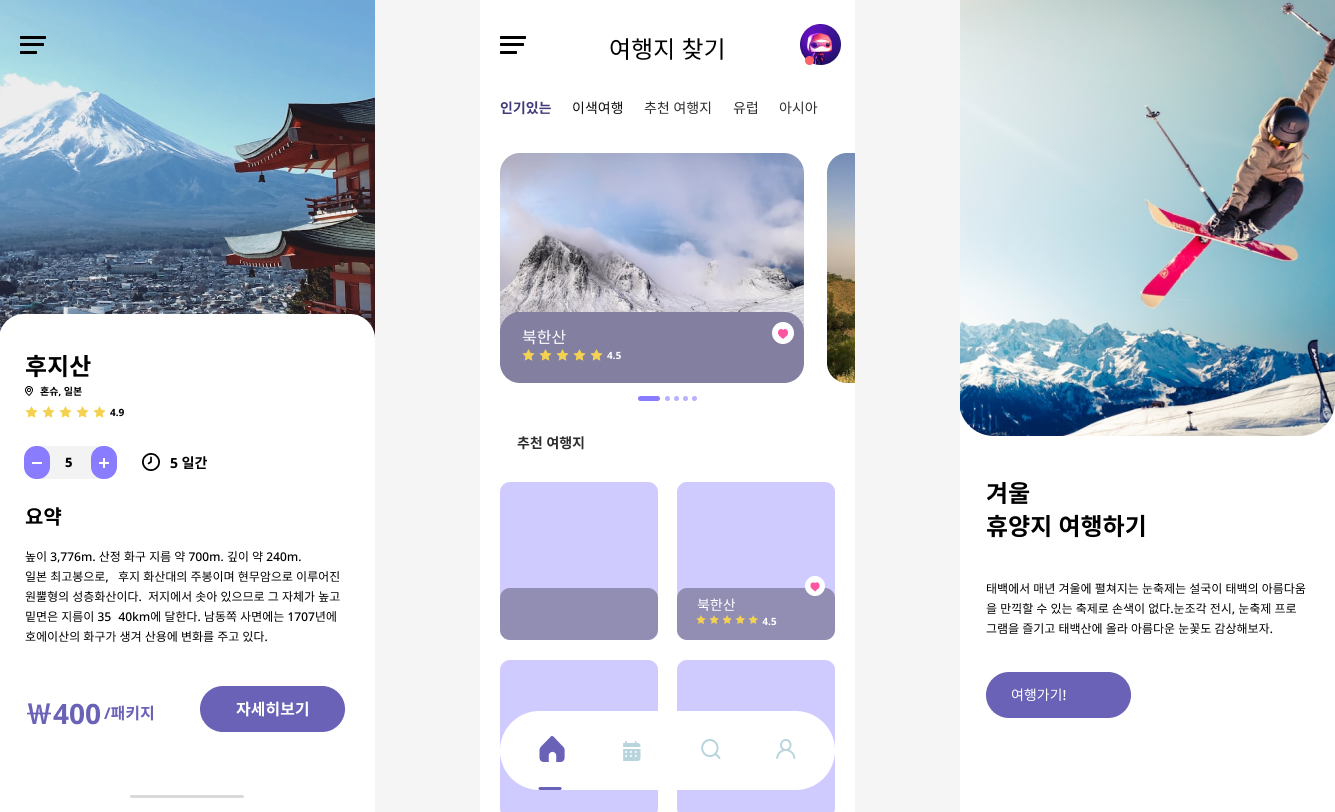 후지산
혼슈, 일본
4.9
5
5 일간
요약
높이 3,776m. 산정 화구 지름 약 700m. 깊이 약 240m.
일본 최고봉으로, 후지 화산대의 주봉이며 현무암으로 이루어진
원뿔형의 성층화산이다. 저지에서 솟아 있으므로 그 자체가 높고
밑면은 지름이 35 40km에 달한다. 남동쪽 사면에는 1707년에
호에이산의 화구가 생겨 산용에 변화를 주고 있다.
₩400 /패키지
자세히보기
여행지 찾기
인기있는 이색여행 추천 여행지 유럽 아시아
북한산
4.5
추천 여행지
북한산
4.5
겨울
휴양지 여행하기
태백에서 매년 겨울에 펼쳐지는 눈축제는 설국이 태백의 아름다움
을 만끽할 수 있는 축제로 손색이 없다.눈조각 전시, 눈축제 프로
그램을 즐기고 태백산에 올라 아름다운 눈꽃도 감상해보자.
여행가기!